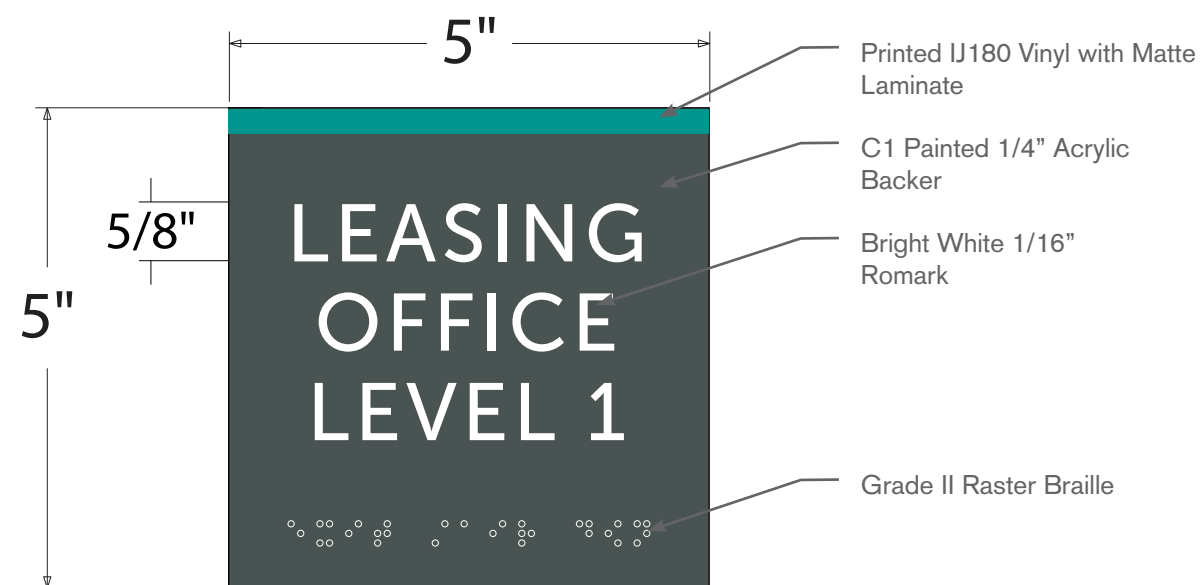 5"
Printed IJ180 Vinyl with Matte
Laminate
C1 Painted 1/4” Acrylic
Backer
5/8"
LEASING
Bright White 1/16”
Romark
5"
OFFICE
LEVEL 1
Grade II Raster Braille